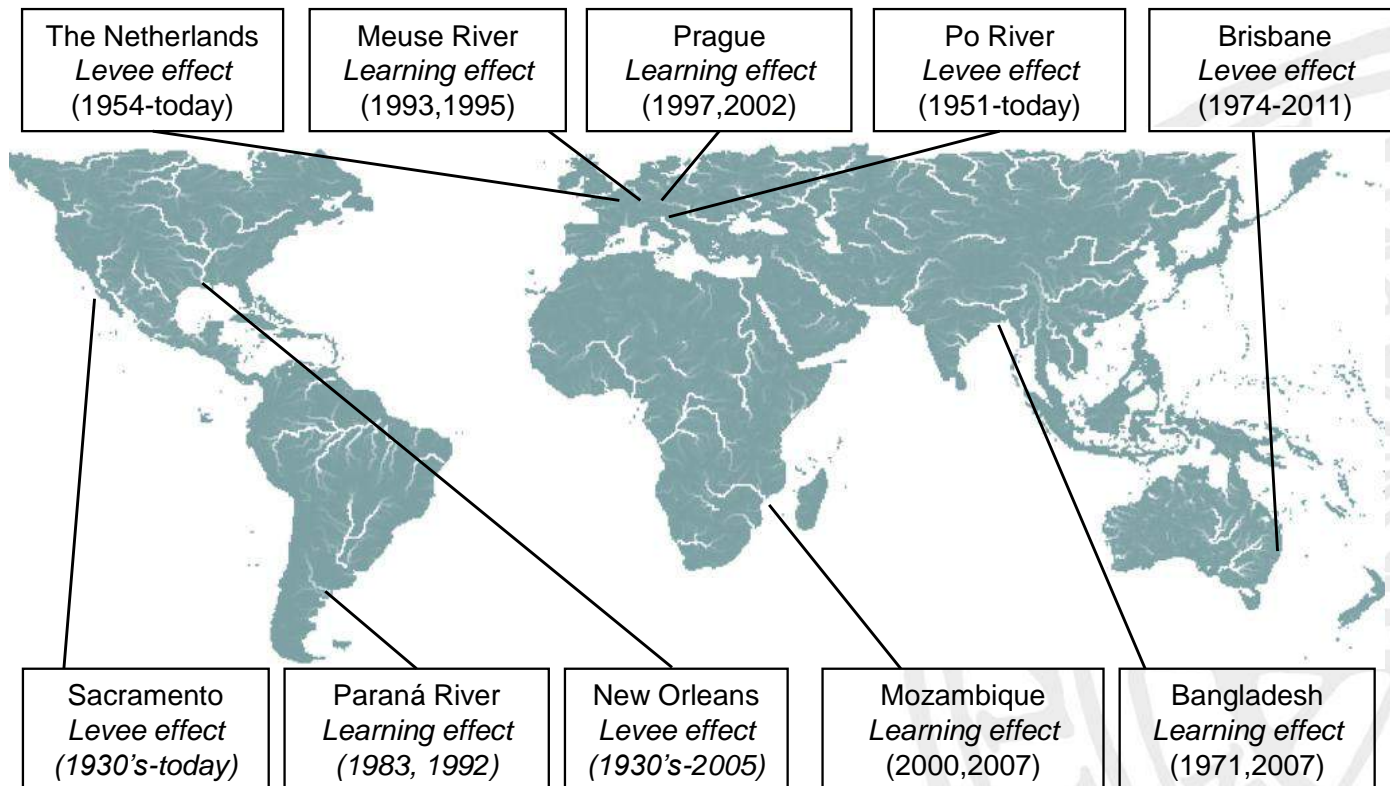 The Netherlands
Levee effect
(1954-today)
Meuse River
Learning effect
(1993,1995)
Prague
Learning effect
(1997,2002)
Po River
Levee effect
(1951-today)
Brisbane
Levee effect
(1974-2011)
Sacramento
Levee effect
(1930's-today)
Paraná River
Learning effect
(1983, 1992)
New Orleans
Levee effect
(1930's-2005)
Mozambique
Learning effect
(2000,2007)
Bangladesh
Learning effect
(1971,2007)